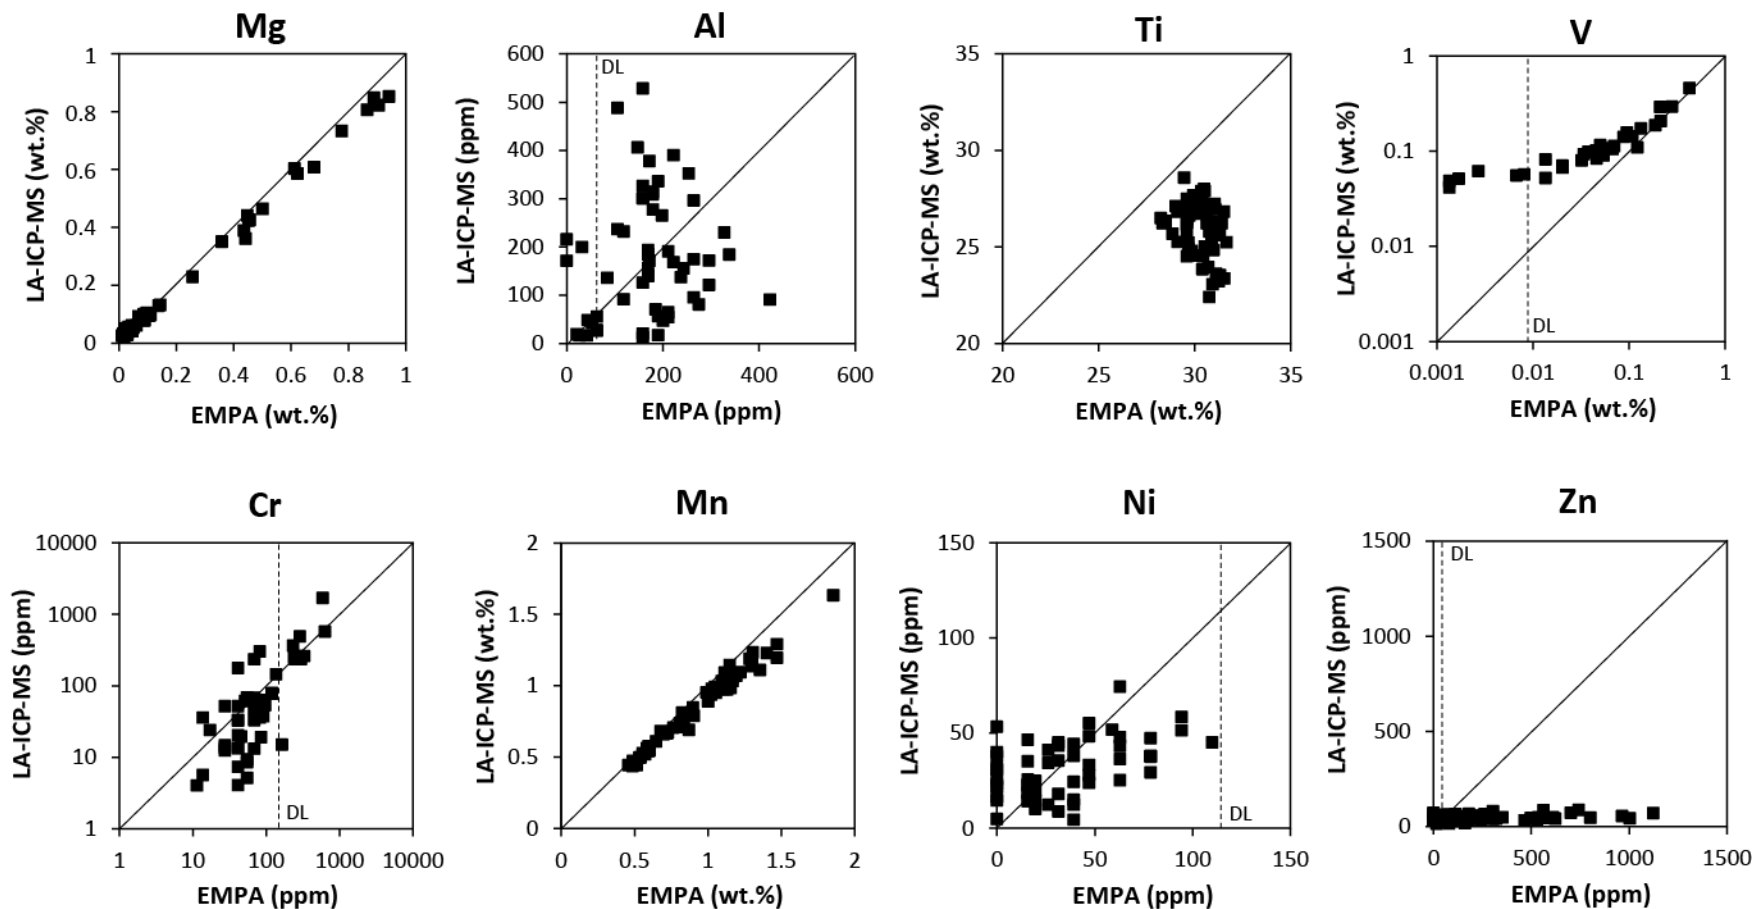 Mg
1
0.8
0.6
0.4
0.2
0
0 0.2 0.4 0.6 0.8 1
LA-ICP-MS (wt.%)
EMPA (wt.%)
Al
DL
600
500
400
300
200
100
0
0 200 400 600
LA-ICP-MS (ppm)
EMPA (ppm)
Ti
35
30
25
20
20 25 30 35
LA-ICP-MS (wt.%)
EMPA (wt.%)
V
1
0.1
0.01
0.001
DL
0.001 0.01 0.1 1
LA-ICP-MS (wt.%)
EMPA (wt.%)
Cr
10000
1000
100
10
1
DL
1 10 100 1000 10000
LA-ICP-MS (ppm)
EMPA (ppm)
Mn
2
1.5
1
0.5
0
0 0.5 1 1.5 2
LA-ICP-MS (wt.%)
EMPA (wt.%)
Ni
150
100
50
0
DL
0 50 100 150
LA-ICP-MS (ppm)
EMPA (ppm)
Zn
DL
1500
1000
500
0
0 500 1000 1500
LA-ICP-MS (ppm)
EMPA (ppm)